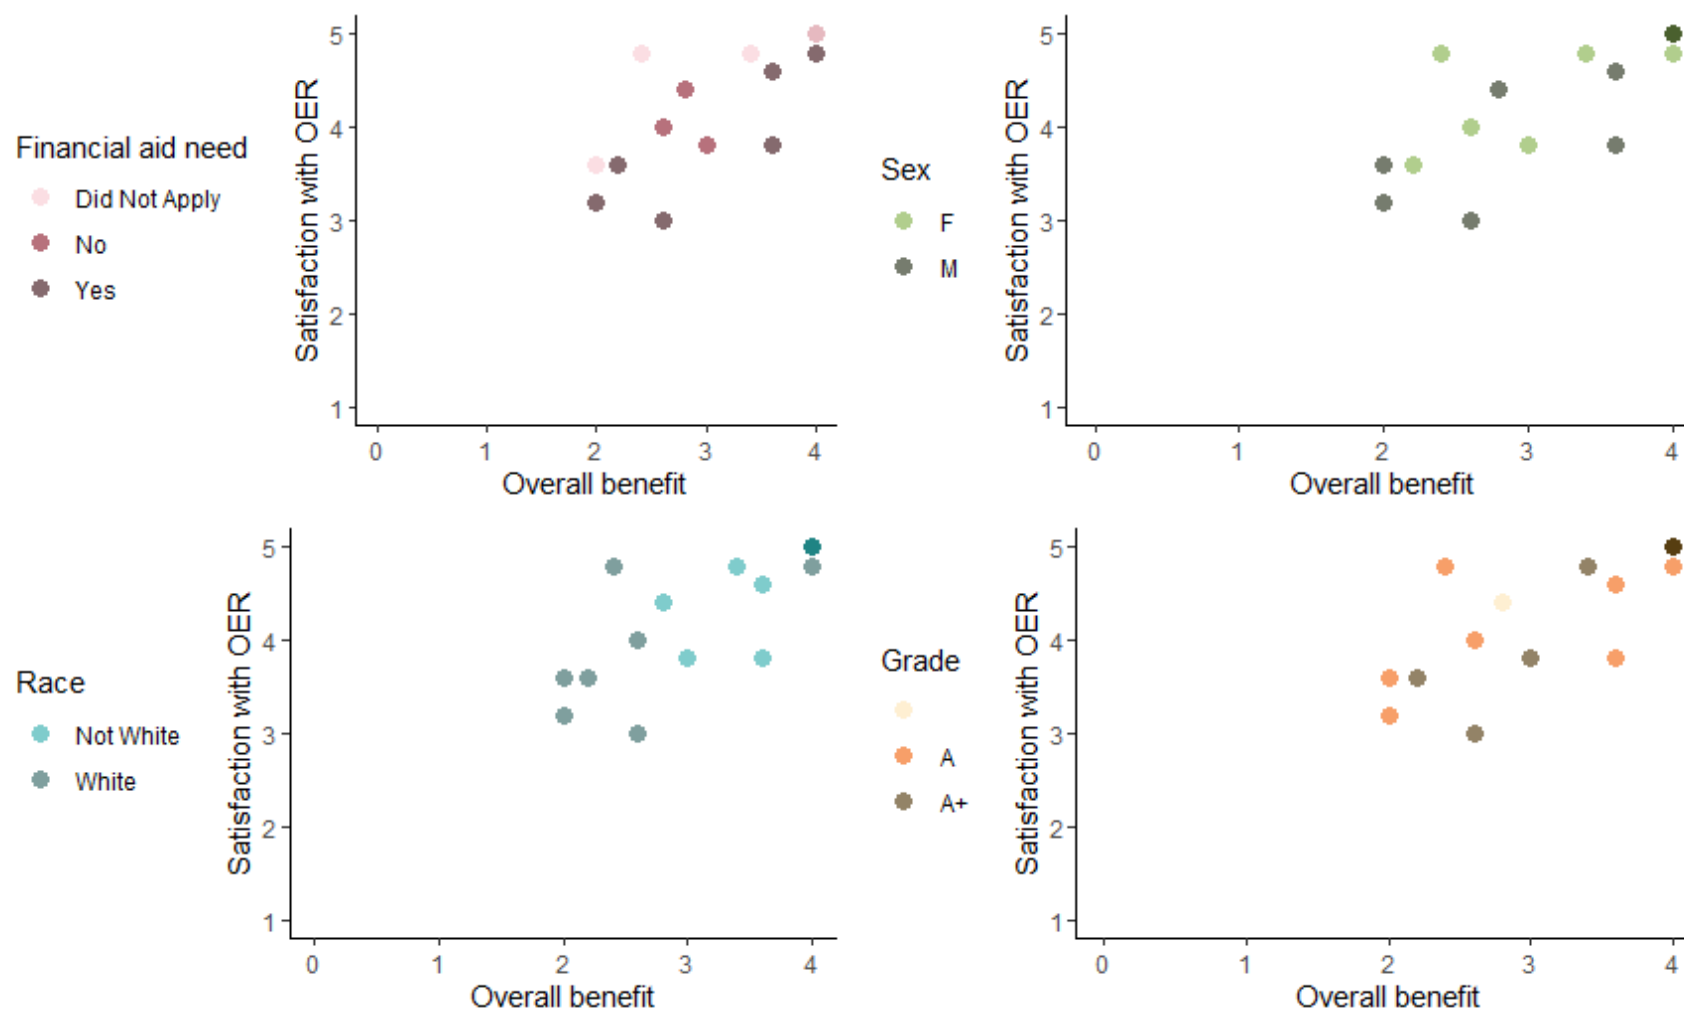 Financial aid need
Did Not Apply
No
Yes
Satisfaction with OER
5
4
3
2
1
0 1 2 3 4
Overall benefit
Sex
F
M
Satisfaction with OER
5
4
3
2
1
0 1 2 3 4
Overall benefit
Race
Not White
White
Satisfaction with OER
5
4
3
2
1
0 1 2 3 4
Overall benefit
Grade
A
A+
Satisfaction with OER
5
4
3
2
1
0 1 2 3 4
Overall benefit